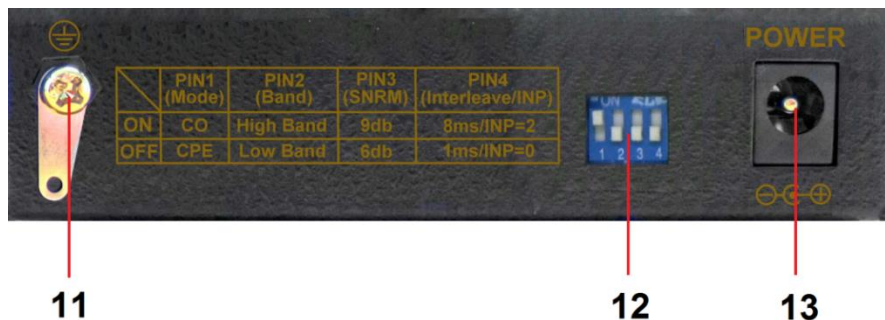 POWER
PIN1 PIN2 PIN3 PIN4
(Mode) (Band) (SNRM) (Interleave/INP)
ON CO High Band 9db 8ms/INP=2
OFF CPE Low Band 6db 1ms/INP=0
ON
1 2 3 4
11 12 13